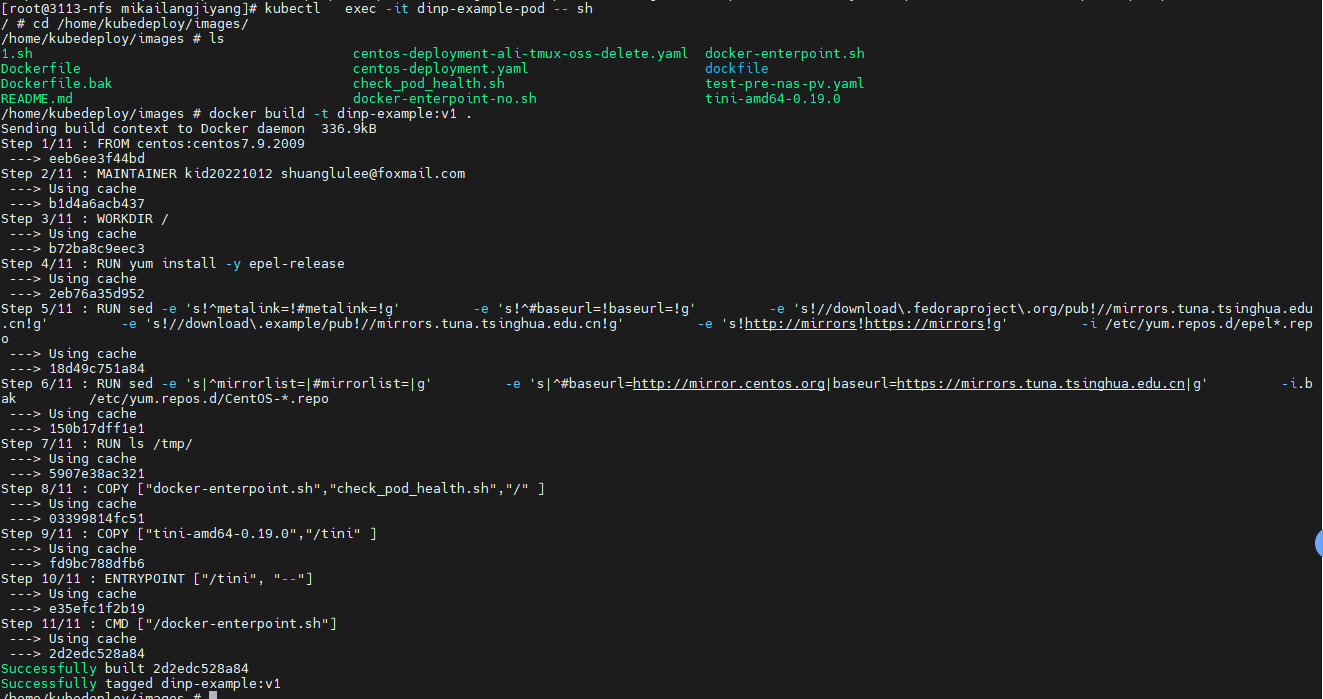 [root@3113-nfs mikailangjiyang]# kubectl   exec -it dinp-example-pod -- sh
/ # cd /home/kubedeploy/images/
/home/kubedeploy/images # ls
1.sh                                        centos-deployment-ali-tmux-oss-delete.yaml  docker-enterpoint.sh
Dockerfile                                  centos-deployment.yaml                      dockfile
Dockerfile.bak                              check_pod_health.sh                         test-pre-nas-pv.yaml
README.md                                   docker-enterpoint-no.sh                     tini-amd64-0.19.0
/home/kubedeploy/images # docker build -t dinp-example:v1 .
Sending build context to Docker daemon  336.9kB
Step 1/11 : FROM centos:centos7.9.2009
 ---> eeb6ee3f44bd
Step 2/11 : MAINTAINER kid20221012 shuanglulee@foxmail.com
 ---> Using cache
 ---> b1d4a6acb437
Step 3/11 : WORKDIR /
 ---> Using cache
 ---> b72ba8c9eec3
Step 4/11 : RUN yum install -y epel-release
 ---> Using cache
 ---> 2eb76a35d952
Step 5/11 : RUN sed -e 's!^metalink=!#metalink=!g'         -e 's!^#baseurl=!baseurl=!g'         -e 's!//download\.fedoraproject\.org/pub!//mirrors.tuna.tsinghua.edu
.cn!g'         -e 's!//download\.example/pub!//mirrors.tuna.tsinghua.edu.cn!g'         -e 's!http://mirrors!https://mirrors!g'         -i /etc/yum.repos.d/epel*.rep
o
 ---> Using cache
 ---> 18d49c751a84
Step 6/11 : RUN sed -e 's|^mirrorlist=|#mirrorlist=|g'         -e 's|^#baseurl=http://mirror.centos.org|baseurl=https://mirrors.tuna.tsinghua.edu.cn|g'         -i.b
ak         /etc/yum.repos.d/CentOS-*.repo
 ---> Using cache
 ---> 150b17dff1e1
Step 7/11 : RUN ls /tmp/
 ---> Using cache
 ---> 5907e38ac321
Step 8/11 : COPY ["docker-enterpoint.sh","check_pod_health.sh","/" ]
 ---> Using cache
 ---> 03399814fc51
Step 9/11 : COPY ["tini-amd64-0.19.0","/tini" ]
 ---> Using cache
 ---> fd9bc788dfb6
Step 10/11 : ENTRYPOINT ["/tini", "--"]
 ---> Using cache
 ---> e35efc1f2b19
Step 11/11 : CMD ["/docker-enterpoint.sh"]
 ---> Using cache
 ---> 2d2edc528a84
Successfully built 2d2edc528a84
Successfully tagged dinp-example:v1
/home/kubedeploy/images #